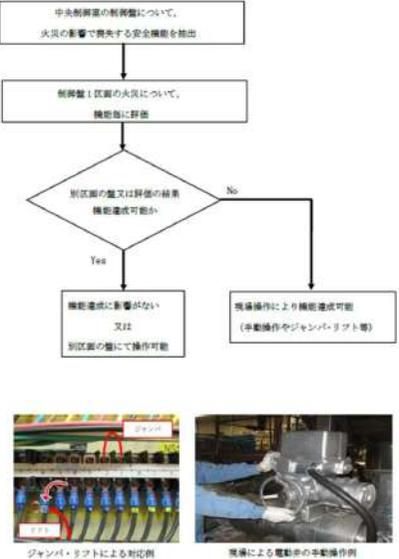 中央制御室の制御盤について、
火災の影響で喪失する安全機能を抽出
制御盤1区画の火災について、
機能毎に評価
別区画の盤又は評価の結果
機能達成可能か
No
Yes
機能達成に影響がない
又は
別区画の盤にて操作可能
現場操作により機能達成可能
(手動操作やジャンパ・リフト等)
ジャンパ
リフト
ジャンパ・リフトによる対応例
現場による電動弁の手動操作例